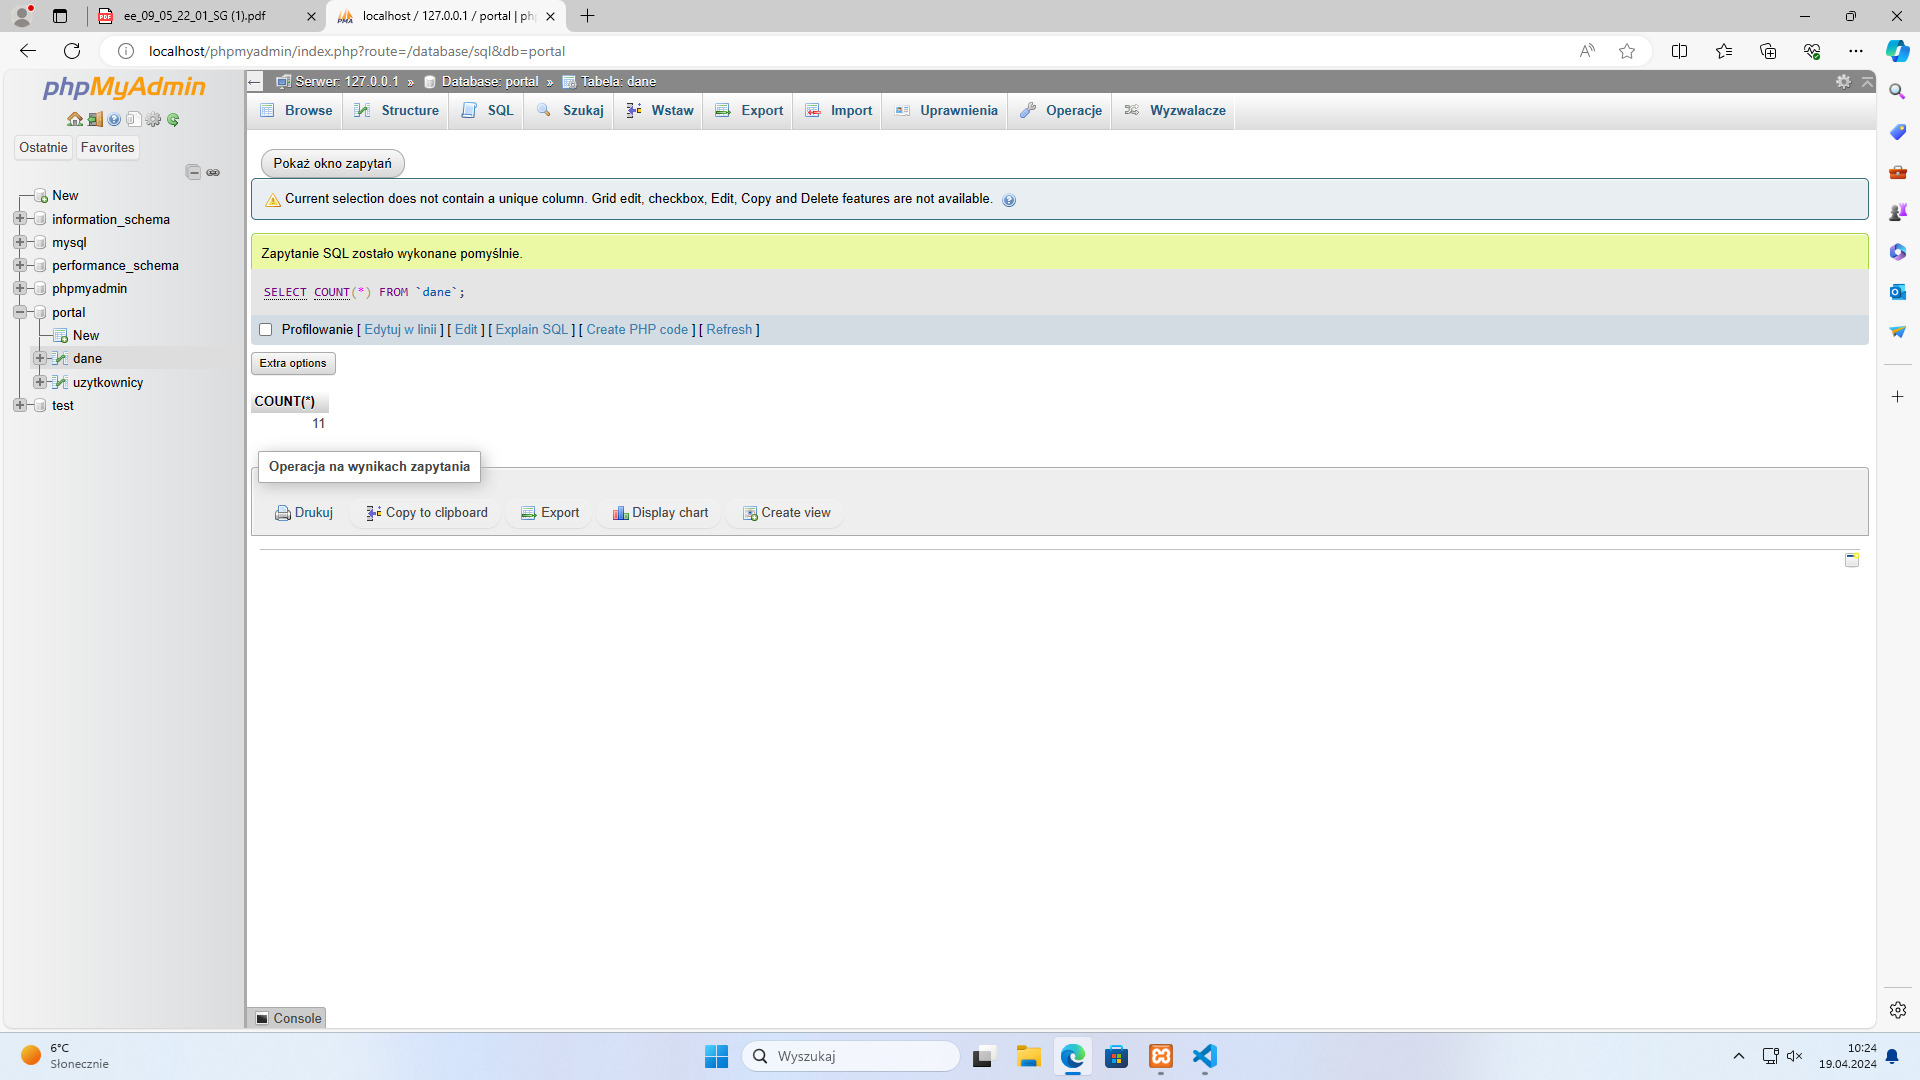 ee_09_05_22_01_SG (1).pdf
localhost / 127.0.0.1 / portal | ph
localhost/phpmyadmin/index.php?route=/database/sql&db=portal
phpMyAdmin
Ostatnie
Favorites
New
information_schema
mysql
performance_schema
phpmyadmin
portal
New
dane
uzytkownicy
test
Serwer: 127.0.0.1 » Database: portal » Tabela: dane
Browse
Structure
SQL
Szukaj
Wstaw
Export
Import
Uprawnienia
Operacje
Wyzwalacze
Pokaż okno zapytań
Current selection does not contain a unique column. Grid edit, checkbox, Edit, Copy and Delete features are not available.
Zapytanie SQL zostało wykonane pomyślnie.
SELECT COUNT(*) FROM `dane`;
Profilowanie [ Edytuj w linii ] [ Edit ] [ Explain SQL ] [ Create PHP code ] [ Refresh ]
Extra options
COUNT(*)
11
Operacja na wynikach zapytania
Drukuj
Copy to clipboard
Export
Display chart
Create view
Console
6°C
Słonecznie
Wyszukaj
10:24
19.04.2024